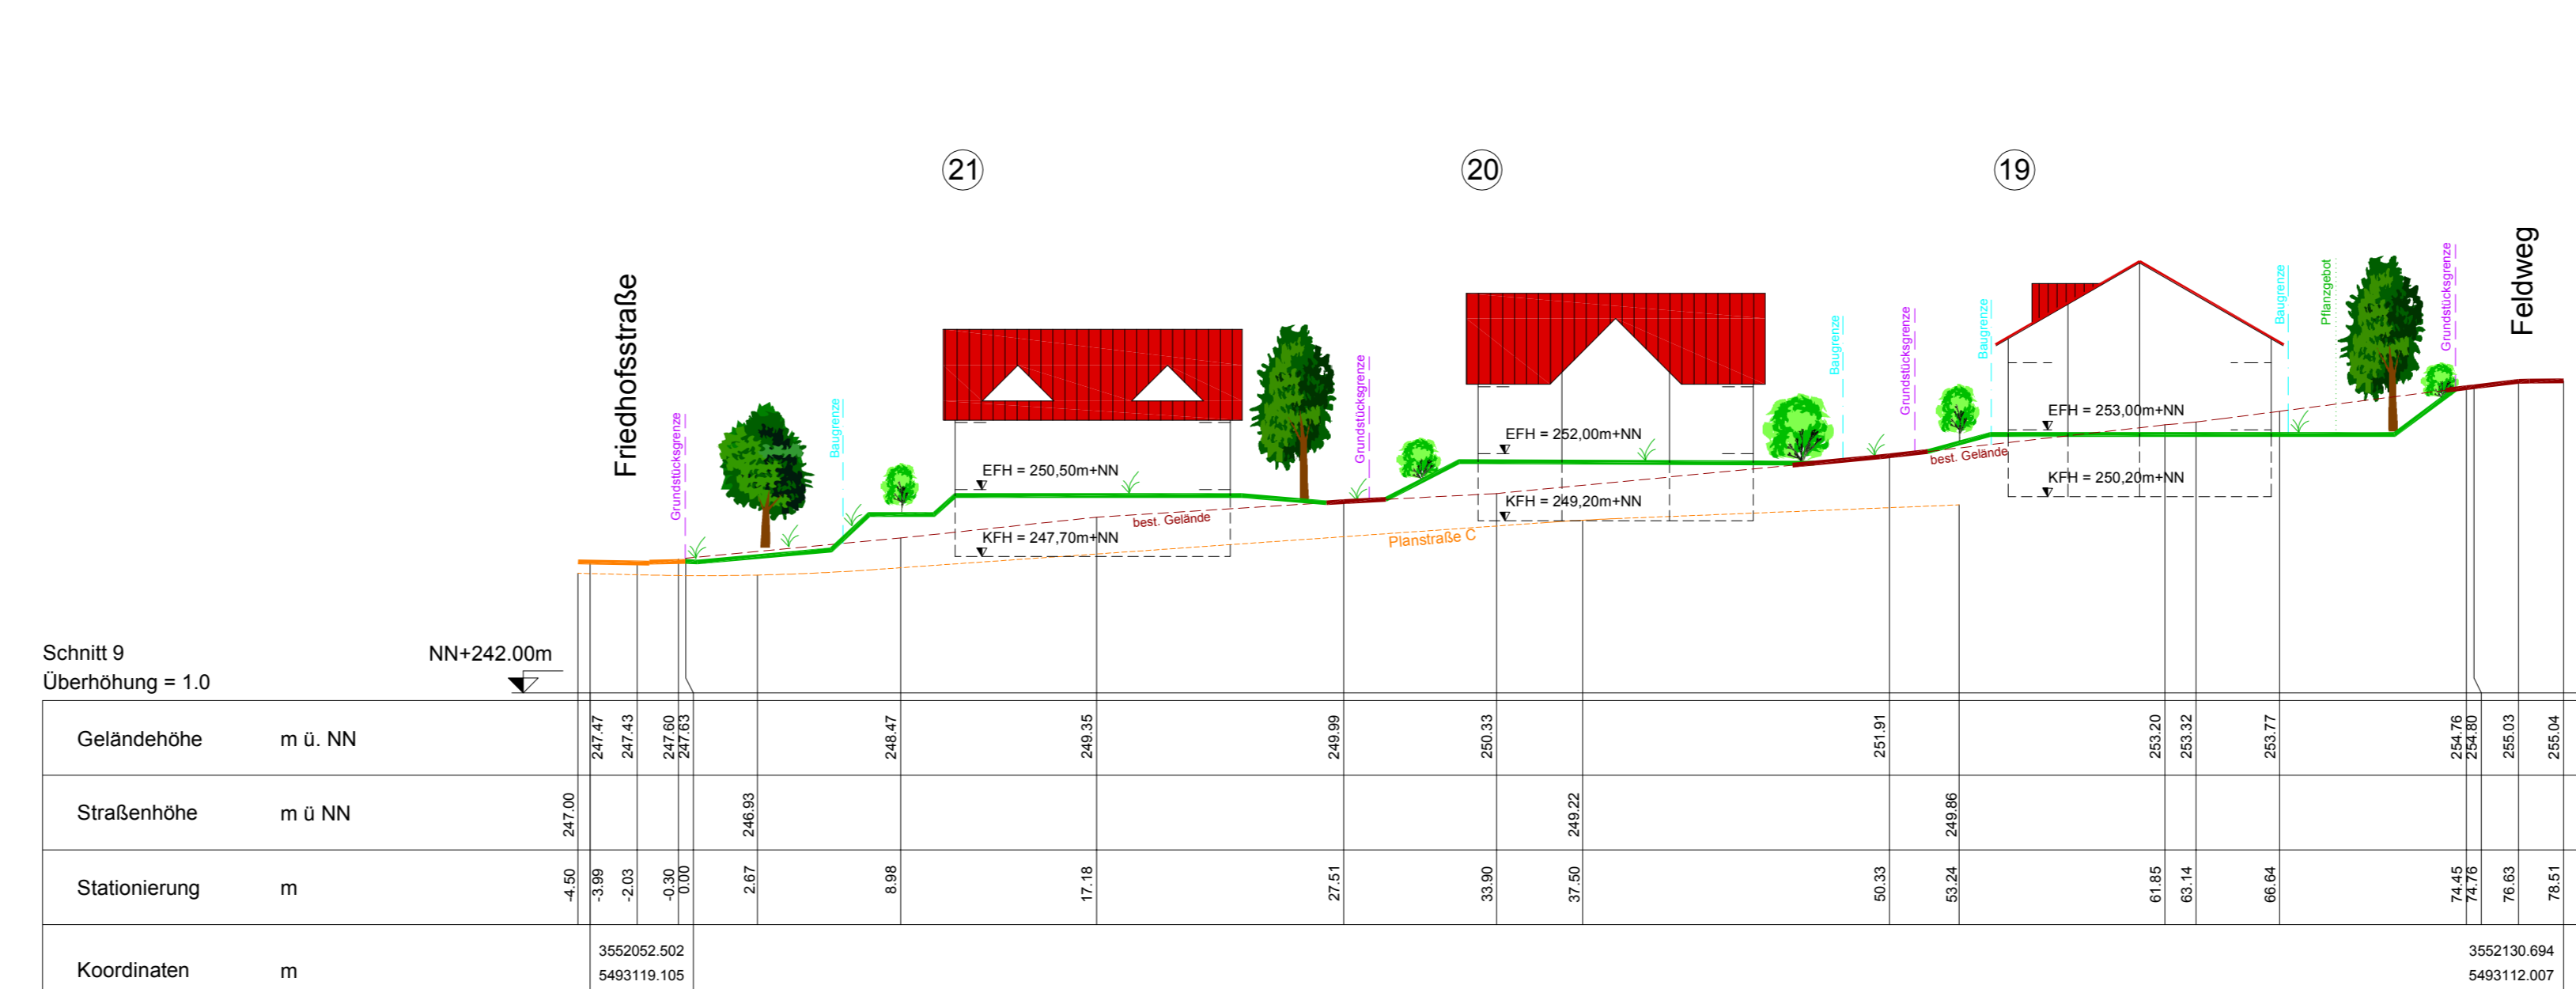 21
20
19
Friedhofsstraße
Grundstücksgrenze
Baugrenze
EFH = 250,50m+NN
KFH = 247,70m+NN
best. Gelände
Grundstücksgrenze
Planstraße C
EFH = 252,00m+NN
KFH = 249,20m+NN
Baugrenze
Grundstücksgrenze
best. Gelände
Baugrenze
EFH = 253,00m+NN
KFH = 250,20m+NN
Baugrenze
Pflanzgebot
Grundstücksgrenze
Feldweg
Schnitt 9
Überhöhung = 1.0
NN+242.00m
Geländehöhe m ü. NN 247.47 247.43 247.60 247.63 248.47 249.35 249.99 250.33 251.91 253.20 253.32 253.77 254.76 254.80 255.03 255.04
Straßenhöhe m ü NN 247.00 246.93 249.22 249.86
Stationierung m -4.50 -3.99 -2.03 -0.30 0.00 2.67 8.98 17.18 27.51 33.90 37.50 50.33 53.24 61.85 63.14 66.64 74.45 74.76 76.63 78.51
Koordinaten m
3552052.502
5493119.105
3552130.694
5493112.007